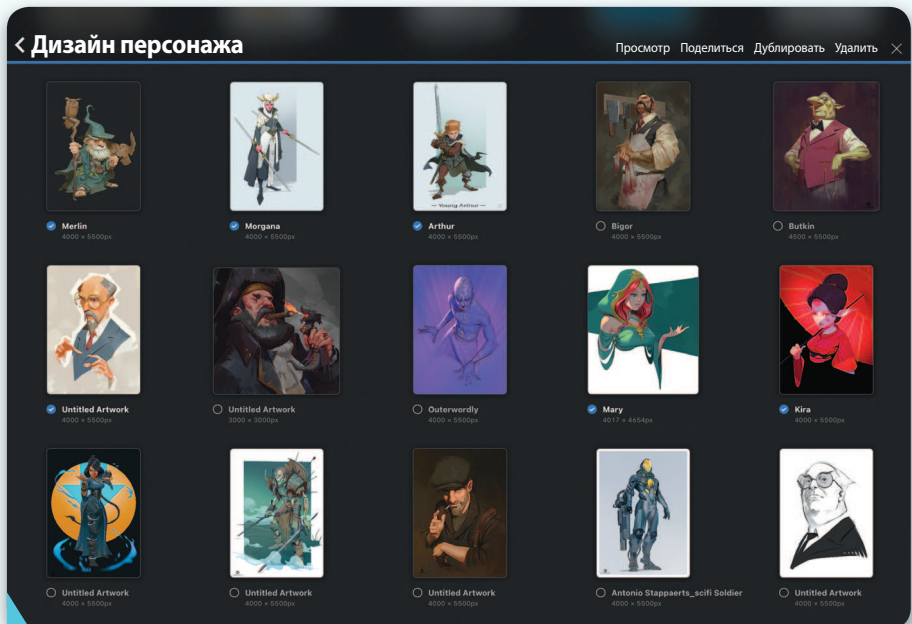 Дизайн персонажа
Просмотр Поделиться Дублировать Удалить
— Young Arthur —
Merlin
4000 × 5500px
Morgana
4000 × 5500px
Arthur
4000 × 5500px
Bigor
4000 × 5500px
Butkin
4500 × 5500px
Untitled Artwork
4000 × 5500px
Untitled Artwork
3000 × 3000px
Outerwordly
4000 × 5500px
Mary
4017 × 4654px
Kira
4000 × 5500px
Untitled Artwork
4000 × 5500px
Untitled Artwork
4000 × 5500px
Untitled Artwork
4000 × 5500px
Antonio Stappaerts_scifi Soldier
4000 × 5500px
Untitled Artwork
4000 × 5500px